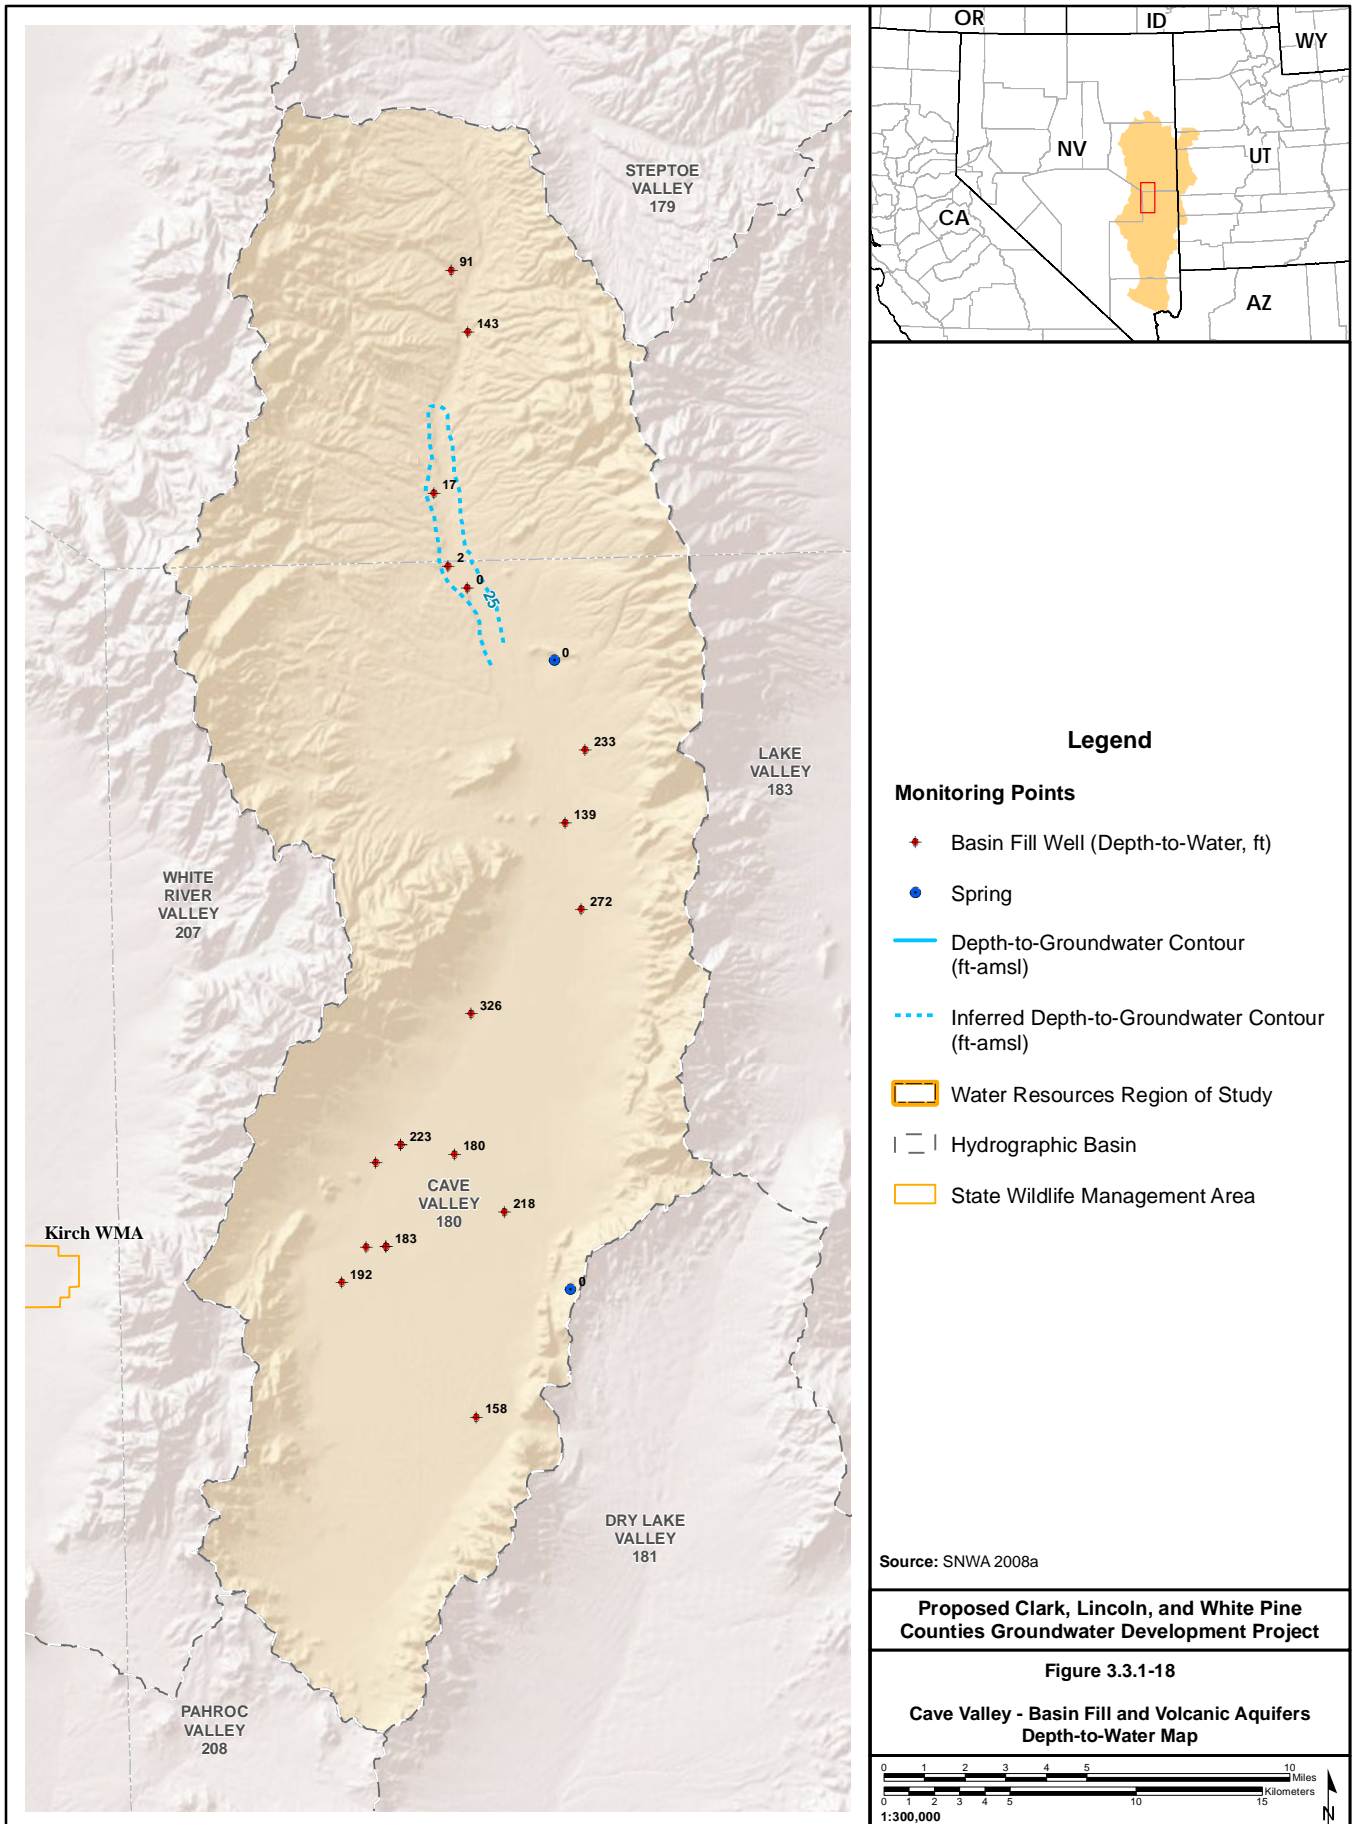 STEPTOE
VALLEY
179
91
143
17
2
0
25
0
233
139
272
LAKE
VALLEY
183
WHITE
RIVER
VALLEY
207
326
223
180
CAVE
VALLEY
180
218
183
192
0
Kirch WMA
158
DRY LAKE
VALLEY
181
PAHROC
VALLEY
208
OR
ID
WY
NV
UT
CA
AZ
Legend
Monitoring Points
Basin Fill Well (Depth-to-Water, ft)
Spring
Depth-to-Groundwater Contour
(ft-amsl)
Inferred Depth-to-Groundwater Contour
(ft-amsl)
Water Resources Region of Study
Hydrographic Basin
State Wildlife Management Area
Source: SNWA 2008a
Proposed Clark, Lincoln, and White Pine
Counties Groundwater Development Project
Figure 3.3.1-18
Cave Valley - Basin Fill and Volcanic Aquifers
Depth-to-Water Map
0 1 2 3 4 5 10
Miles
Kilometers
0 1 2 3 4 5 10 15
1:300,000
N